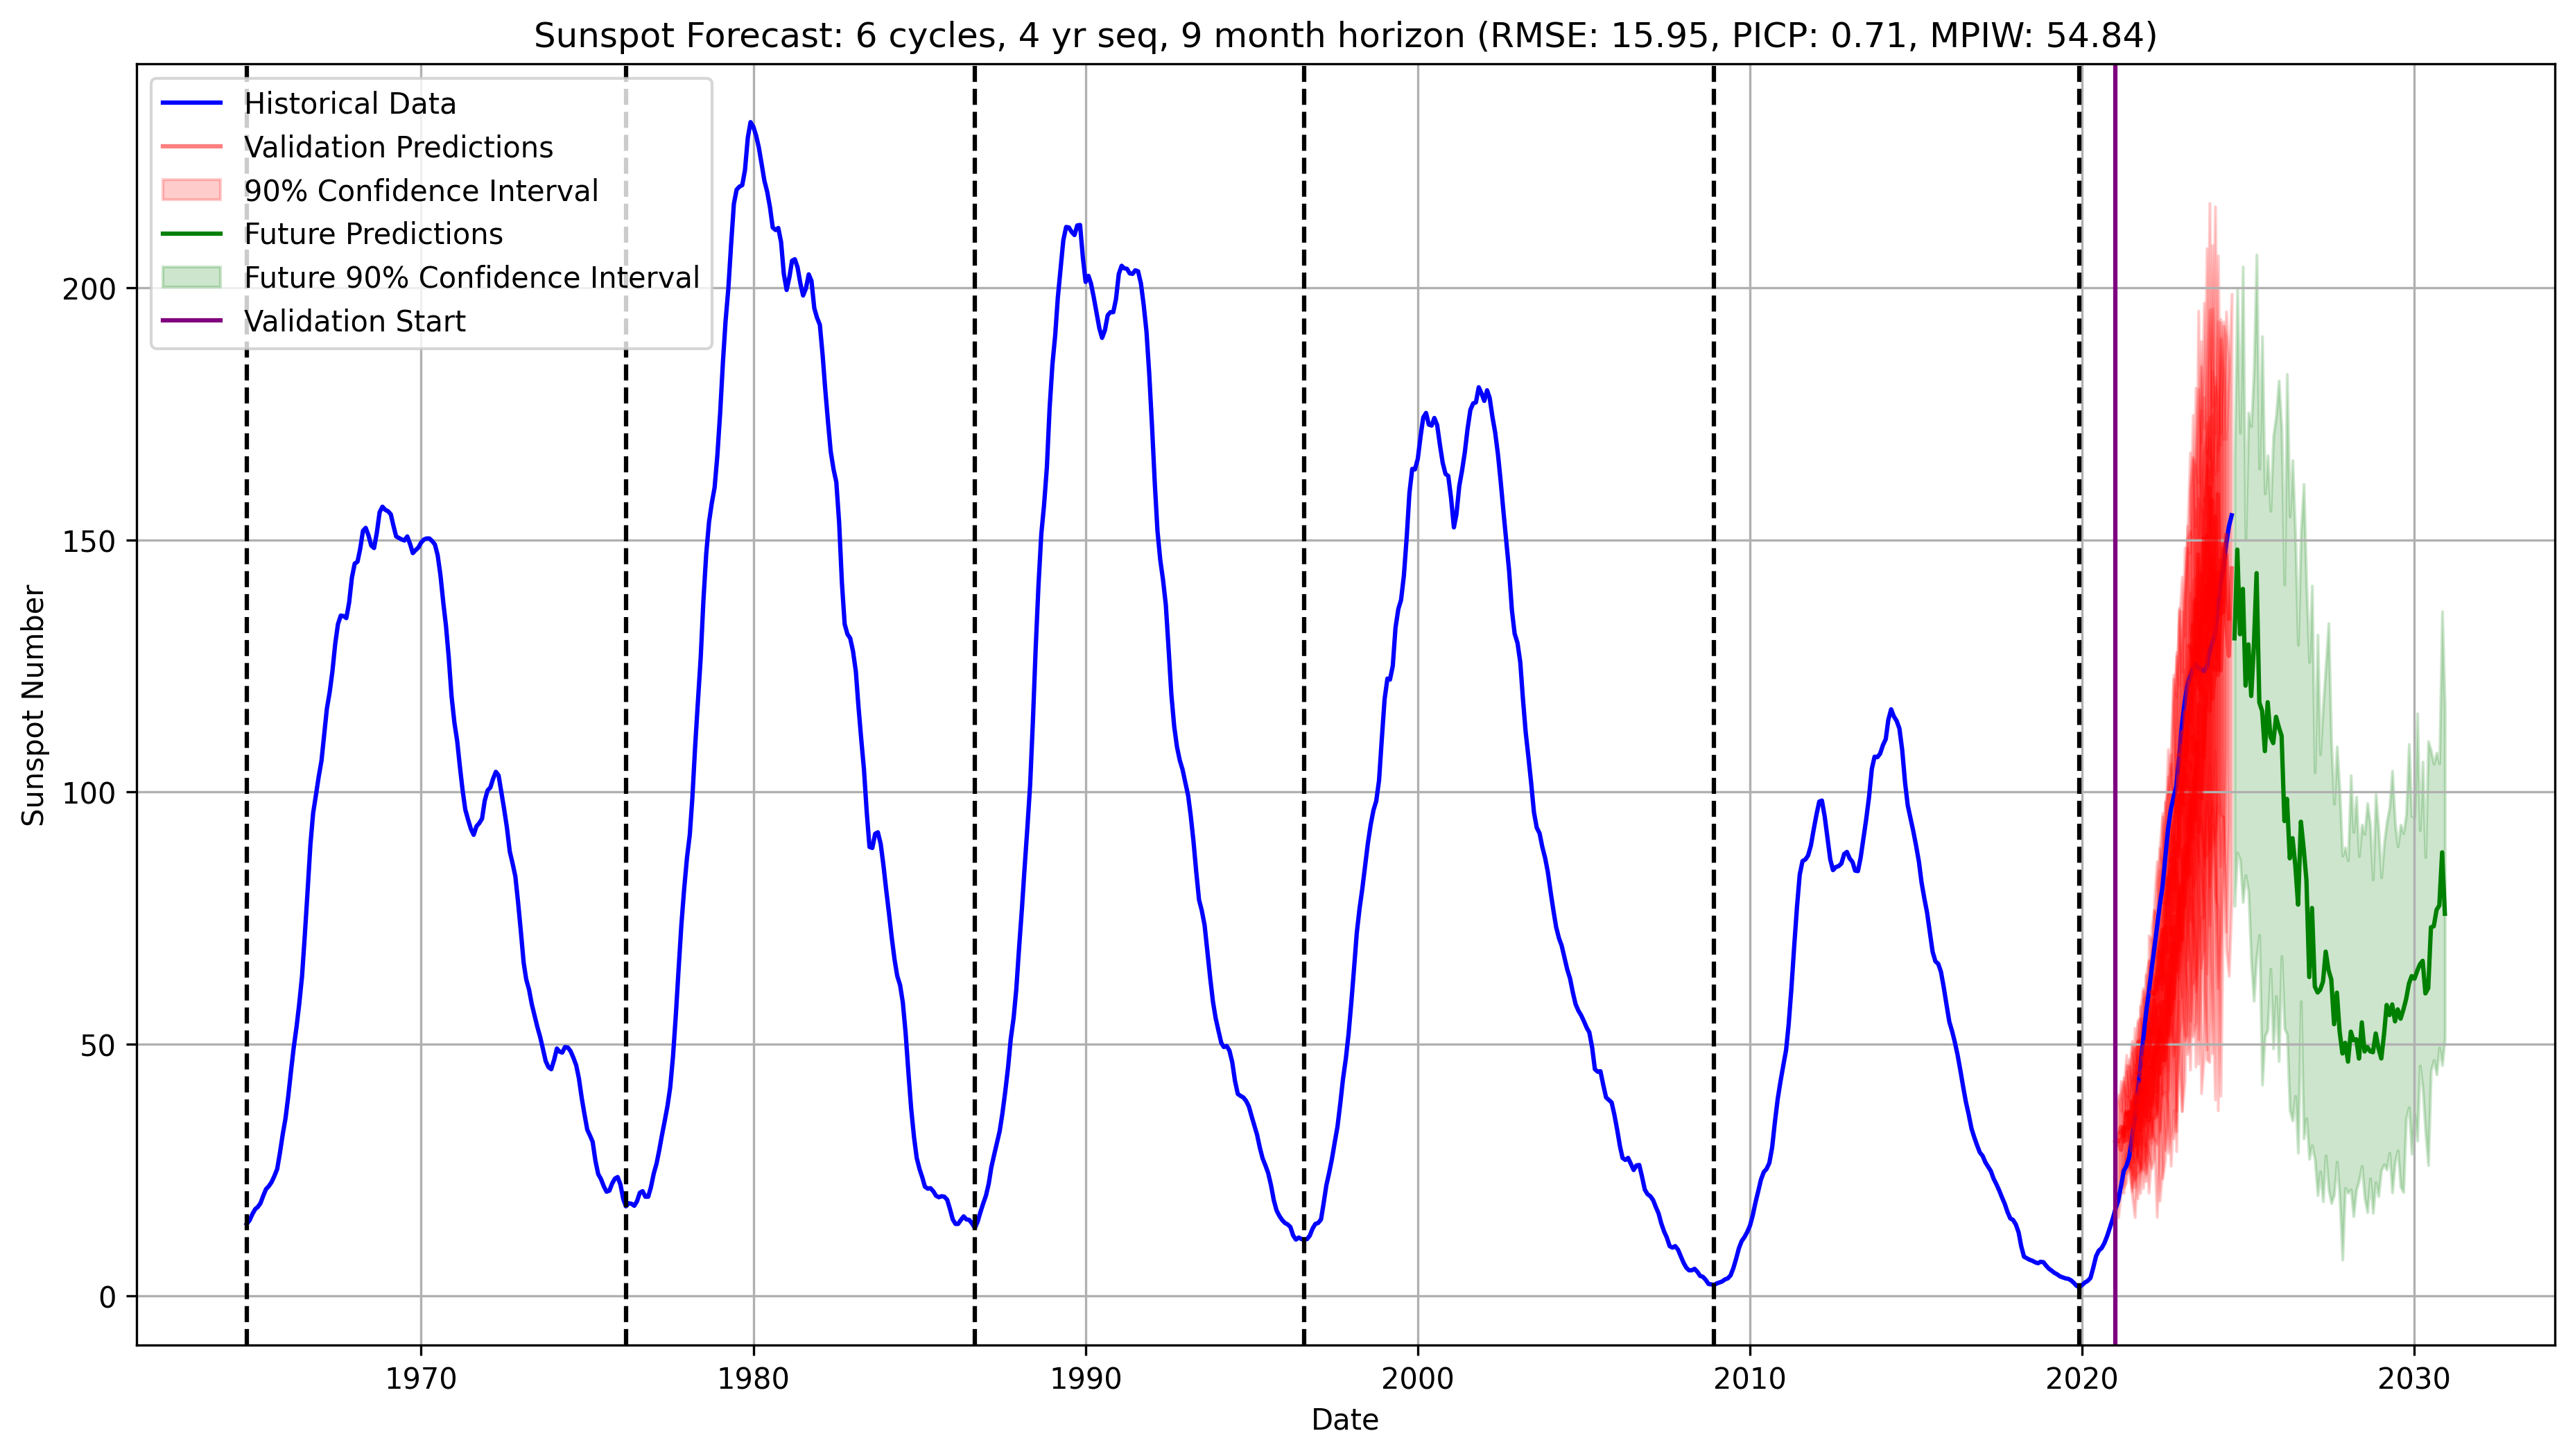 Sunspot Forecast: 6 cycles, 4 yr seq, 9 month horizon (RMSE: 15.95, PICP: 0.71, MPIW: 54.84)
Historical Data
Validation Predictions
90% Confidence Interval
Future Predictions
Future 90% Confidence Interval
Validation Start
Sunspot Number
200
150
100
50
0
1970 1980 1990 2000 2010 2020 2030
Date